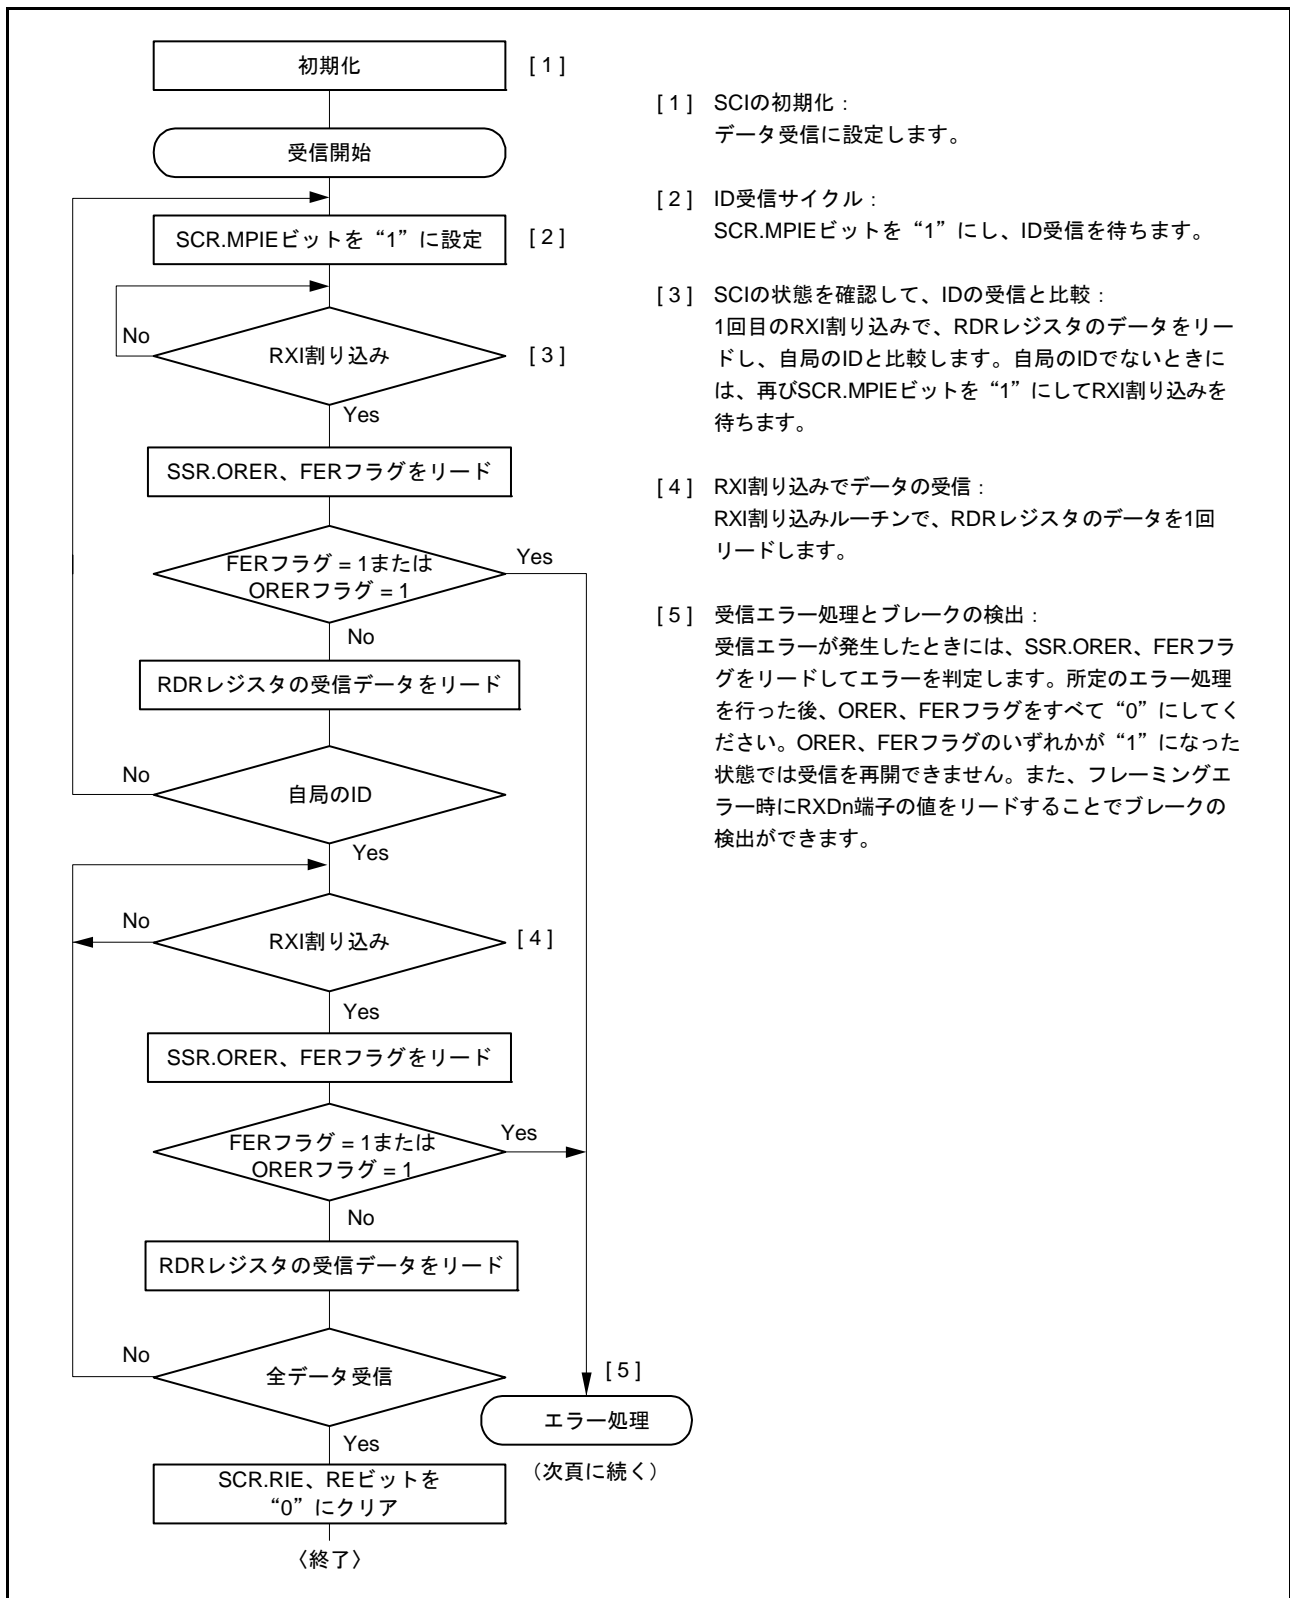 初期化
[ 1 ]
受信開始
SCR.MPIEビットを“1”に設定
[ 2 ]
No
RXI割り込み
[ 3 ]
Yes
SSR.ORER、FERフラグをリード
FERフラグ = 1または
ORERフラグ = 1
Yes
No
RDRレジスタの受信データをリード
No
自局のID
Yes
No
RXI割り込み
[ 4 ]
Yes
SSR.ORER、FERフラグをリード
FERフラグ = 1または
ORERフラグ = 1
Yes
No
RDRレジスタの受信データをリード
No
全データ受信
[ 5 ]
エラー処理
(次頁に続く)
Yes
SCR.RIE、REビットを
“0”にクリア
〈終了〉
[ 1 ] SCIの初期化：
データ受信に設定します。
[ 2 ] ID受信サイクル：
SCR.MPIEビットを“1”にし、ID受信を待ちます。
[ 3 ] SCIの状態を確認して、IDの受信と比較：
1回目のRXI割り込みで、RDRレジスタのデータをリー
ドし、自局のIDと比較します。自局のIDでないときに
は、再びSCR.MPIEビットを“1”にしてRXI割り込みを
待ちます。
[ 4 ] RXI割り込みでデータの受信：
RXI割り込みルーチンで、RDRレジスタのデータを1回
リードします。
[ 5 ] 受信エラー処理とブレークの検出：
受信エラーが発生したときには、SSR.ORER、FERフラ
グをリードしてエラーを判定します。所定のエラー処理
を行った後、ORER、FERフラグをすべて“0”にしてく
ださい。ORER、FERフラグのいずれかが“1”になった
状態では受信を再開できません。また、フレーミングエ
ラー時にRXDn端子の値をリードすることでブレークの
検出ができます。